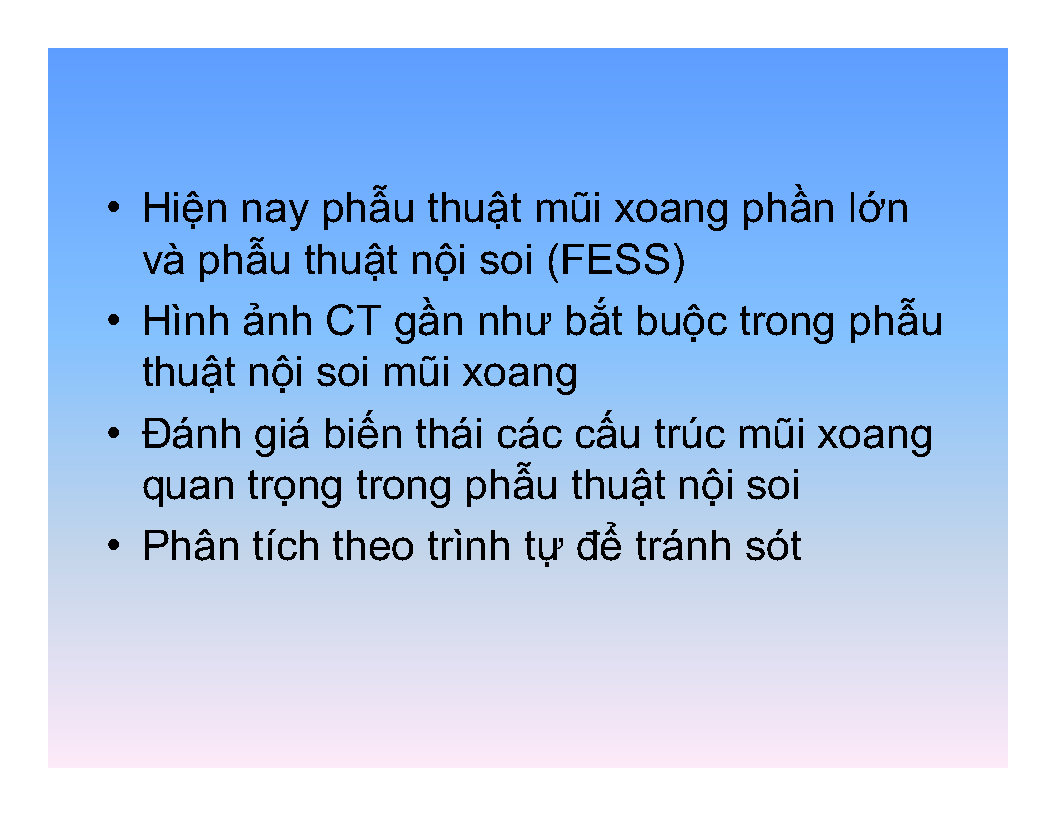 • Hiện nay phẫu thuật mũi xoang phần lớn
và phẫu thuật nội soi (FESS)
• Hình ảnh CT gần như bắt buộc trong phẫu
thuật nội soi mũi xoang
• Đánh giá biến thái các cấu trúc mũi xoang
quan trọng trong phẫu thuật nội soi
• Phân tích theo trình tự để tránh sót